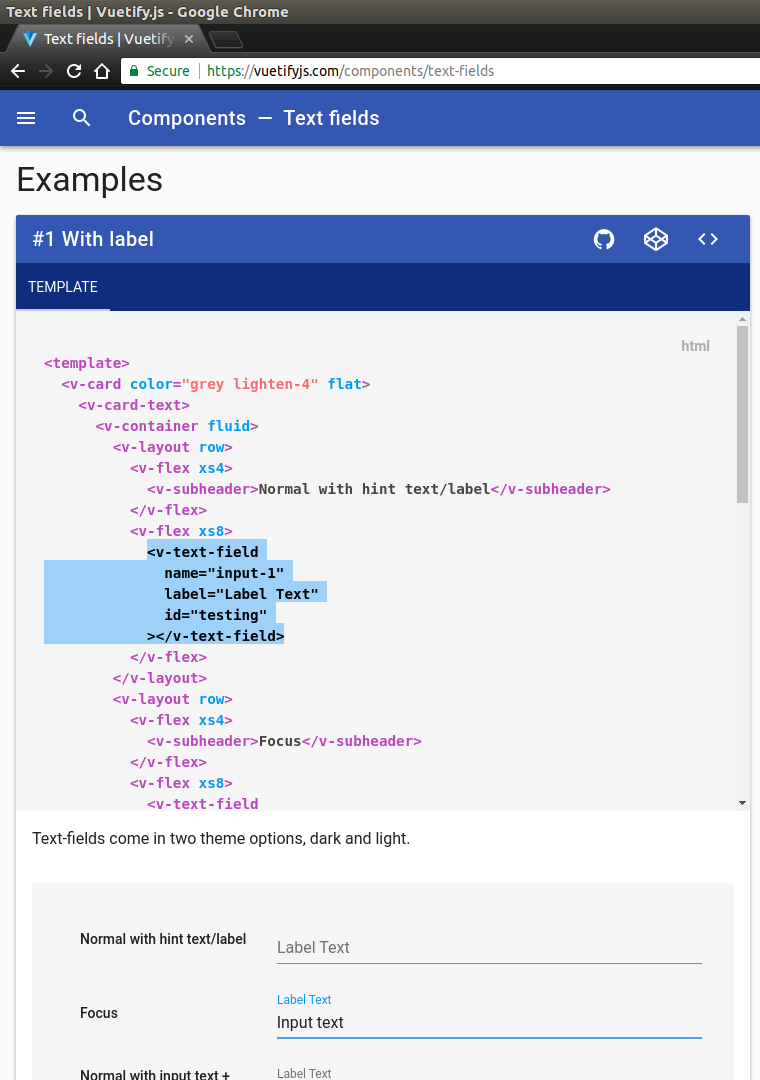 Text fields | Vuetify.js - Google Chrome
Text fields | Vuetify
Secure https://vuetifyjs.com/components/text-fields
Components — Text fields
Examples
#1 With label
TEMPLATE
html
<template>
<v-card color="grey lighten-4" flat>
<v-card-text>
<v-container fluid>
<v-layout row>
<v-flex xs4>
<v-subheader>Normal with hint text/label</v-subheader>
</v-flex>
<v-flex xs8>
<v-text-field
name="input-1"
label="Label Text"
id="testing"
></v-text-field>
</v-flex>
</v-layout>
<v-layout row>
<v-flex xs4>
<v-subheader>Focus</v-subheader>
</v-flex>
<v-flex xs8>
<v-text-field
Text-fields come in two theme options, dark and light.
Normal with hint text/label
Label Text
Label Text
Focus
Input text
Label Text
Normal with input text +